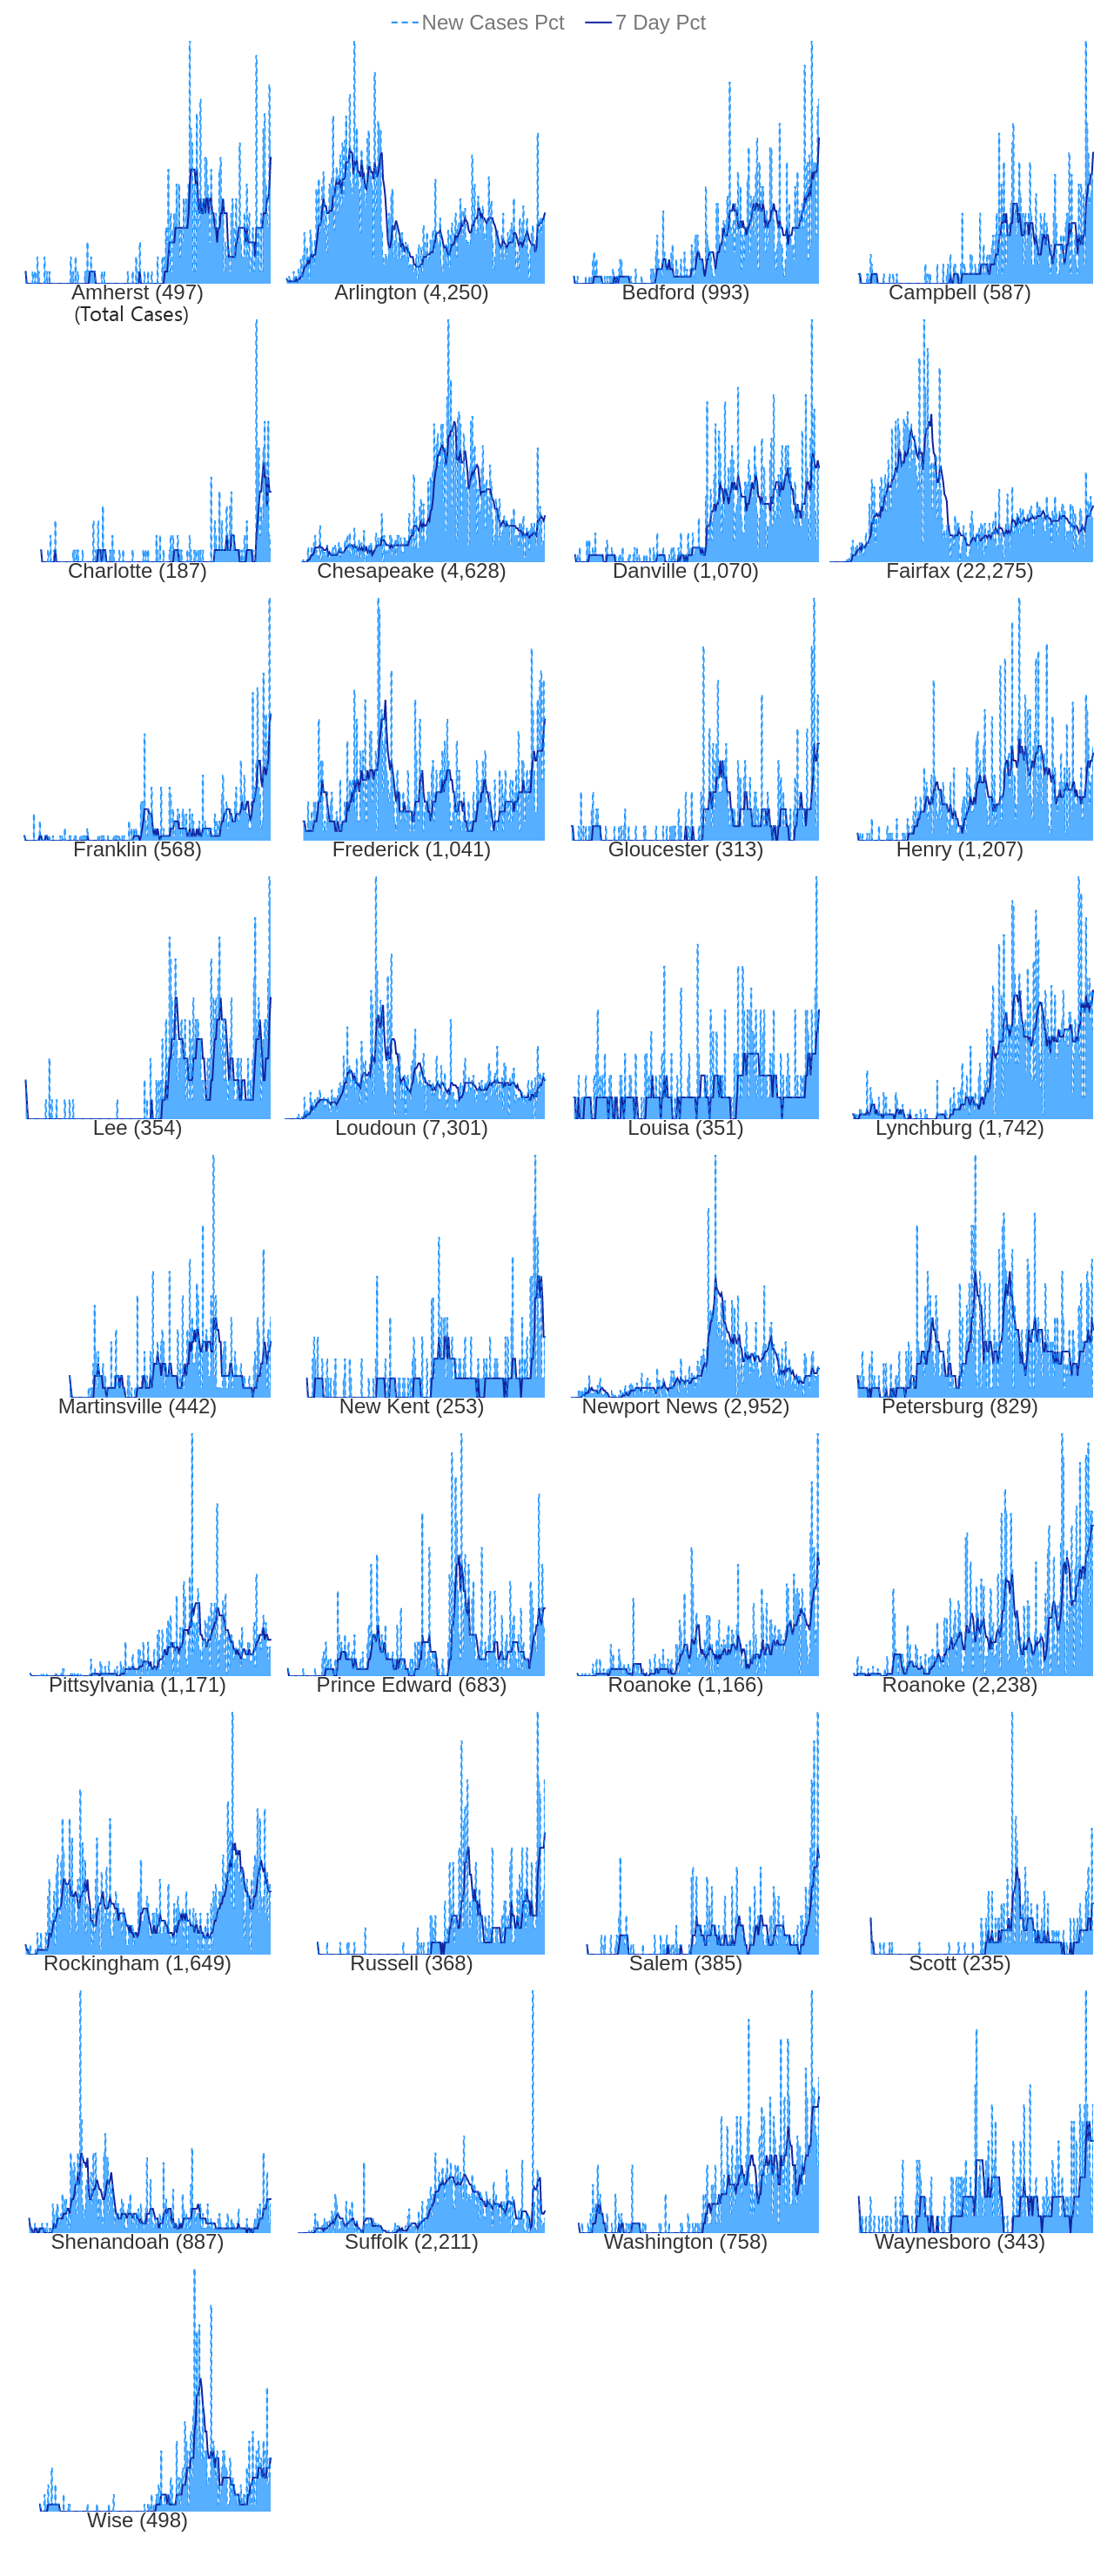 New Cases Pct 7 Day Pct
Amherst (497) Arlington (4,250) Bedford (993) Campbell (587)
(Total Cases)
Charlotte (187) Chesapeake (4,628) Danville (1,070) Fairfax (22,275)
Franklin (568) Frederick (1,041) Gloucester (313) Henry (1,207)
Lee (354) Loudoun (7,301) Louisa (351) Lynchburg (1,742)
Martinsville (442) New Kent (253) Newport News (2,952) Petersburg (829)
Pittsylvania (1,171) Prince Edward (683) Roanoke (1,166) Roanoke (2,238)
Rockingham (1,649) Russell (368) Salem (385) Scott (235)
Shenandoah (887) Suffolk (2,211) Washington (758) Waynesboro (343)
Wise (498)